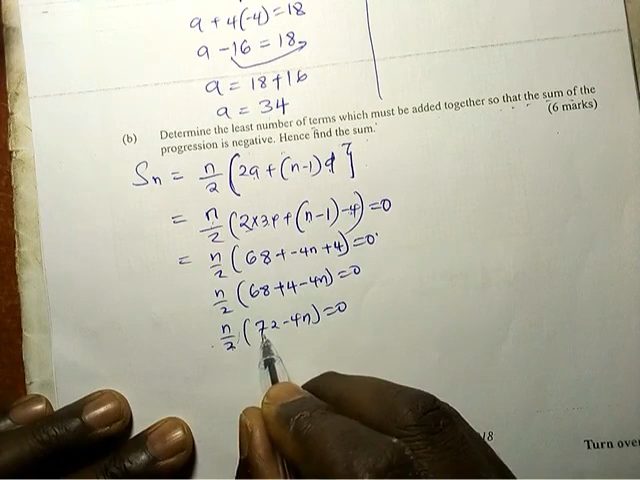 a + 4(-4) = 18
a - 16 = 18
a = 18 + 16
a = 34
(b) Determine the least number of terms which must be added together so that the sum of the
progression is negative. Hence find the sum. (6 marks)
Sn = n/2 (2a + (n-1)d]
= n/2 (2x34 + (n-1)-4) = 0
= n/2 (68 + -4n + 4) = 0
n/2 (68 + 4 - 4n) = 0
n/2 (72 - 4n) = 0
Turn over